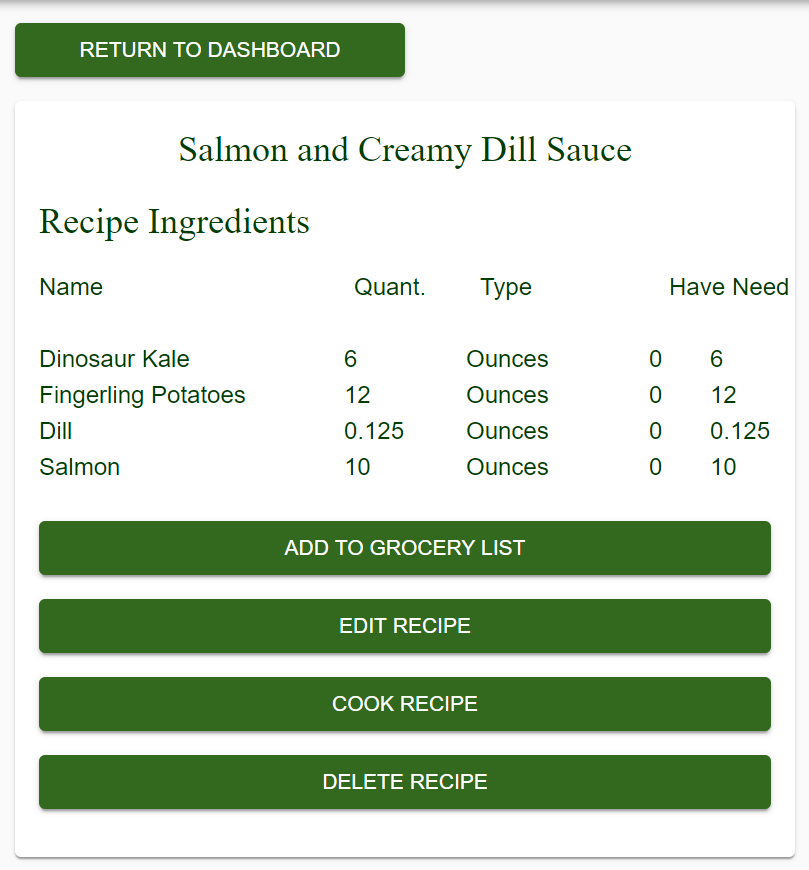 RETURN TO DASHBOARD
Salmon and Creamy Dill Sauce
Recipe Ingredients
Name Quant. Type Have Need
Dinosaur Kale 6 Ounces 0 6
Fingerling Potatoes 12 Ounces 0 12
Dill 0.125 Ounces 0 0.125
Salmon 10 Ounces 0 10
ADD TO GROCERY LIST
EDIT RECIPE
COOK RECIPE
DELETE RECIPE